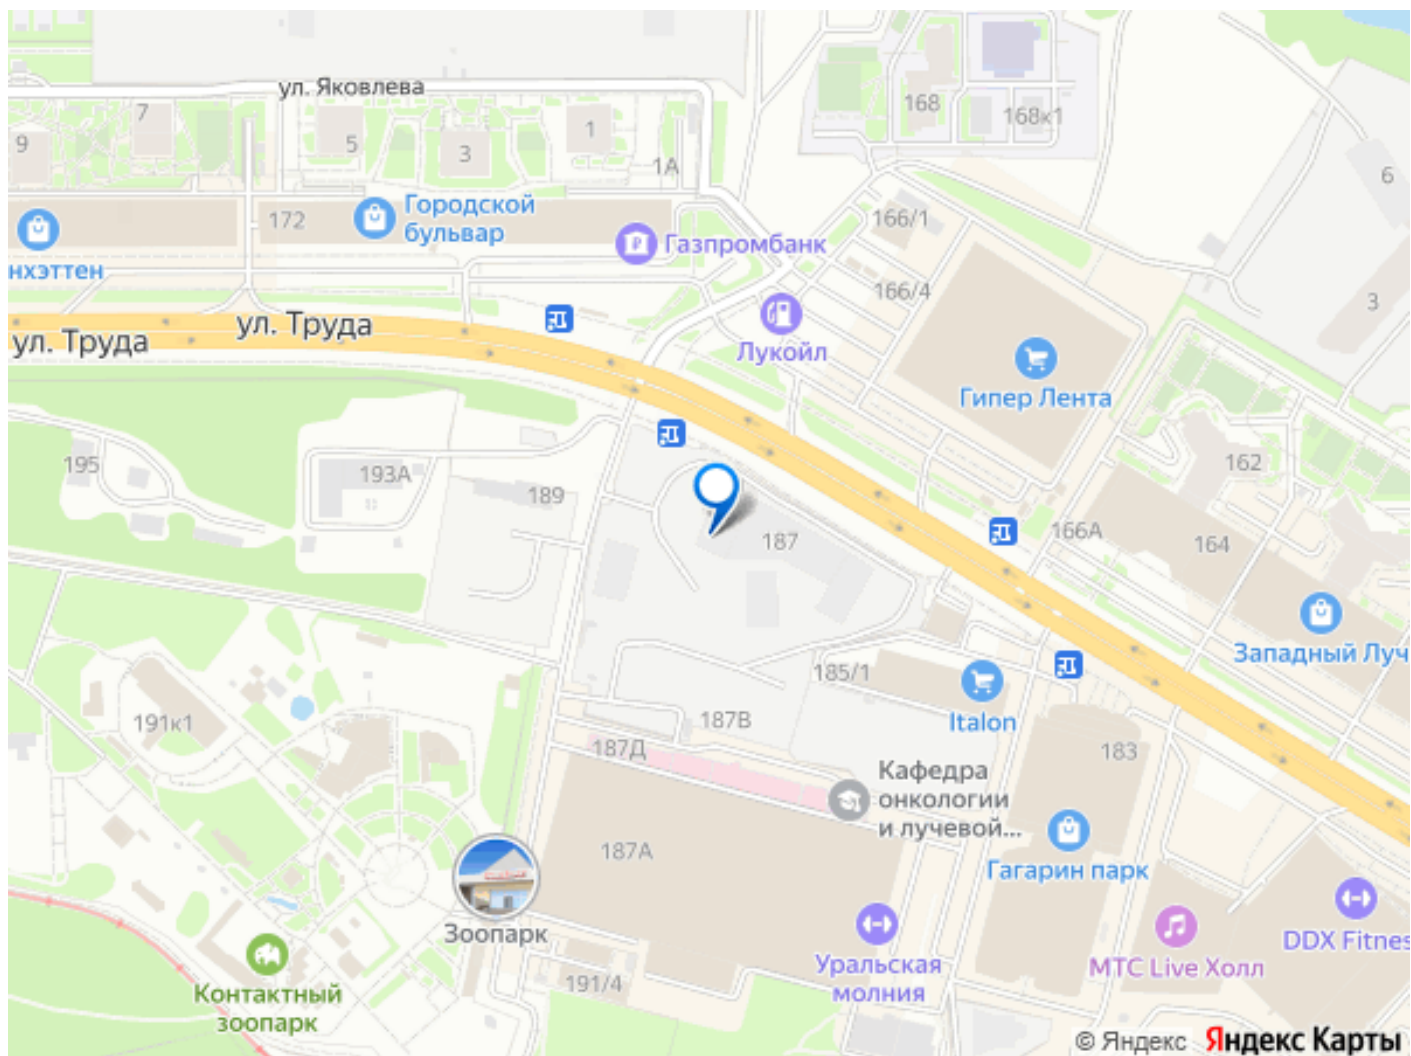 ул. Яковлева
168
168к1
7
5
1
9
3
1А
6
172
Городской
бульвар
166/1
Газпромбанк
нхэттен
166/4
3
ул. Труда
ул. Труда
Лукойл
Гипер Лента
195
193А
189
162
187
166А
164
Западный Луч
185/1
Italon
191к1
187В
187Д
183
Кафедра
онкологии
и лучевой...
187А
Гагарин парк
Зоопарк
DDX Fitnes
МТС Live Холл
Уральская
молния
191/4
Контактный
зоопарк
© Яндекс Яндекс Карты